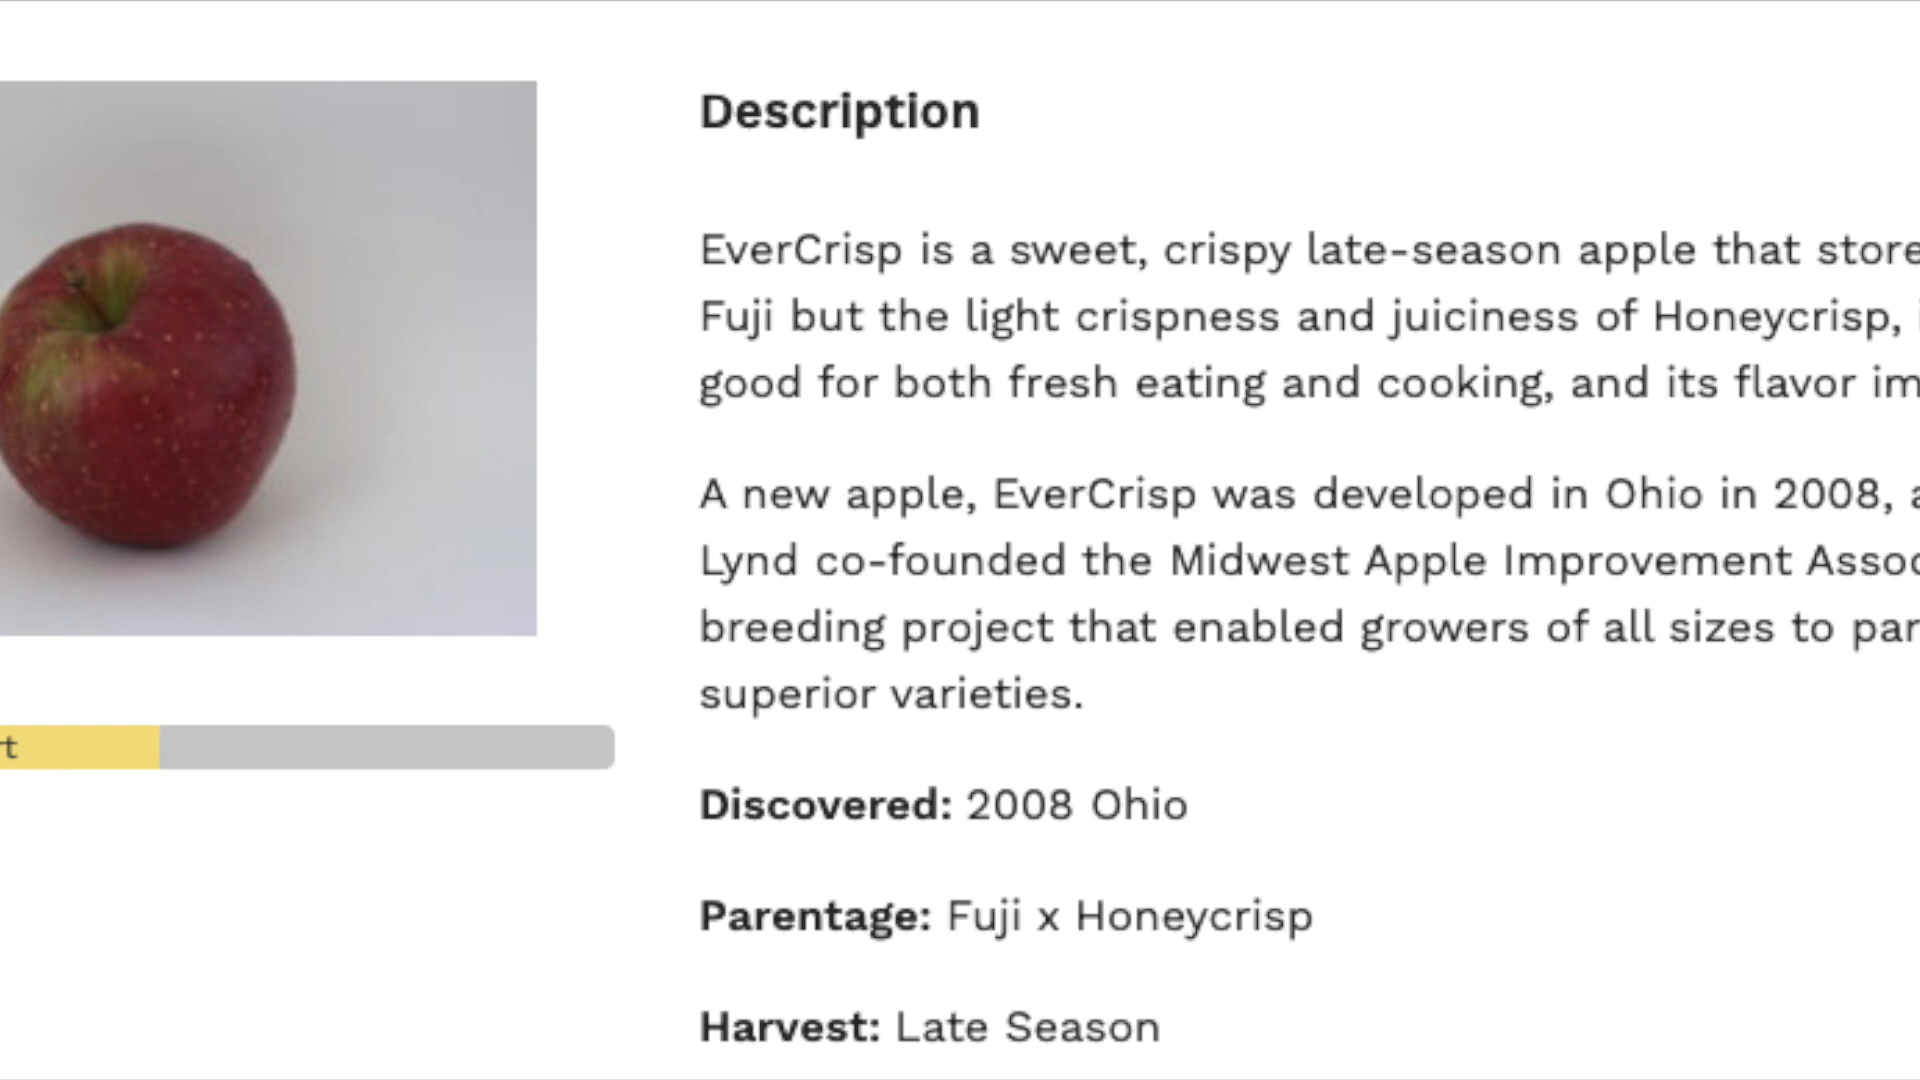 Description
EverCrisp is a sweet, crispy late-season apple that store
Fuji but the light crispness and juiciness of Honeycrisp,
good for both fresh eating and cooking, and its flavor im
A new apple, EverCrisp was developed in Ohio in 2008, a
Lynd co-founded the Midwest Apple Improvement Assoc
breeding project that enabled growers of all sizes to par
superior varieties.
rt
Discovered: 2008 Ohio
Parentage: Fuji x Honeycrisp
Harvest: Late Season